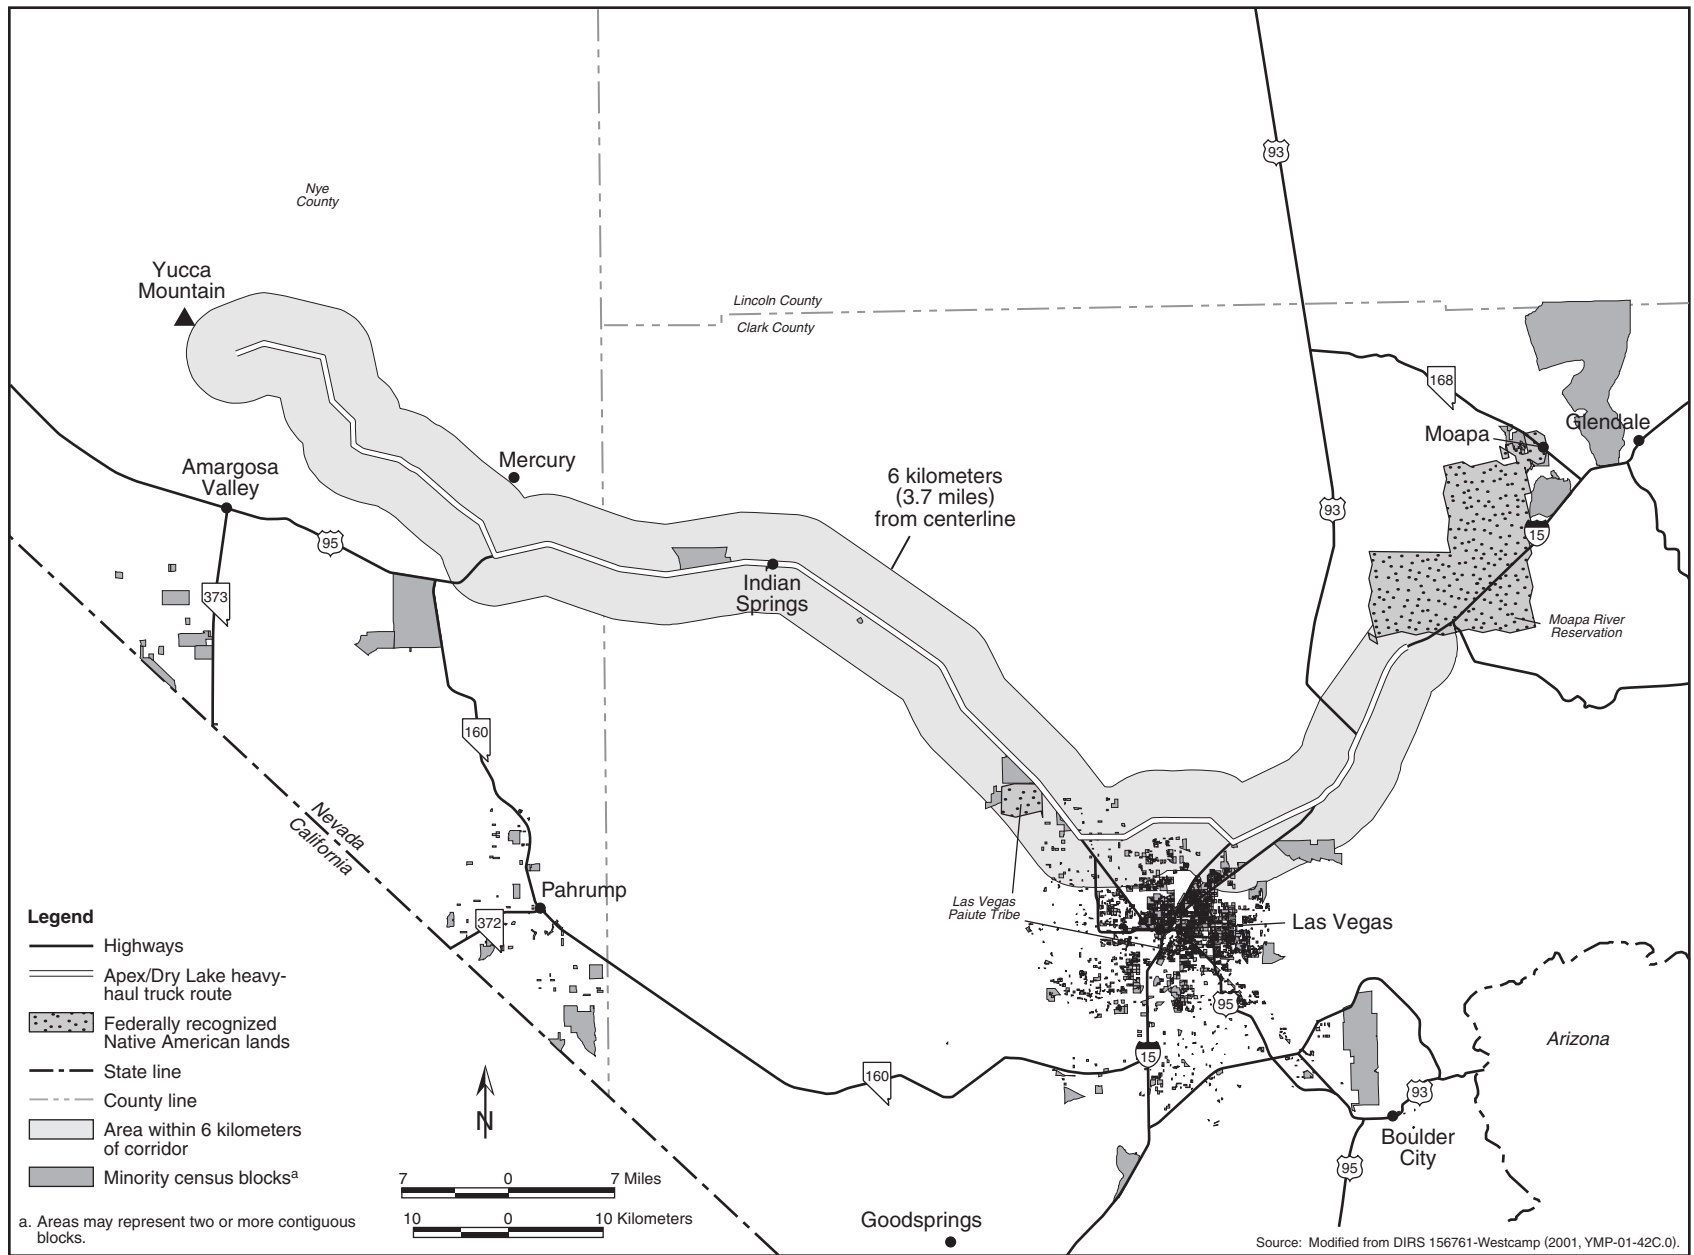 93
Nye
County
Yucca
Mountain
Lincoln County
Clark County
168
Glendale
Moapa
Mercury
Amargosa
Valley
6 kilometers
(3.7 miles)
from centerline
93
95
15
Indian
Springs
373
Moapa River
Reservation
160
Nevada
California
Pahrump
372
Las Vegas
Paiute Tribe
Las Vegas
95
15
160
Arizona
93
Boulder
City
95
Goodsprings
Legend
Highways
Apex/Dry Lake heavy-
haul truck route
Federally recognized
Native American lands
State line
County line
Area within 6 kilometers
of corridor
Minority census blocksa
a. Areas may represent two or more contiguous
blocks.
N
7 0 7 Miles
10 0 10 Kilometers
Source: Modified from DIRS 156761-Westcamp (2001, YMP-01-42C.0).